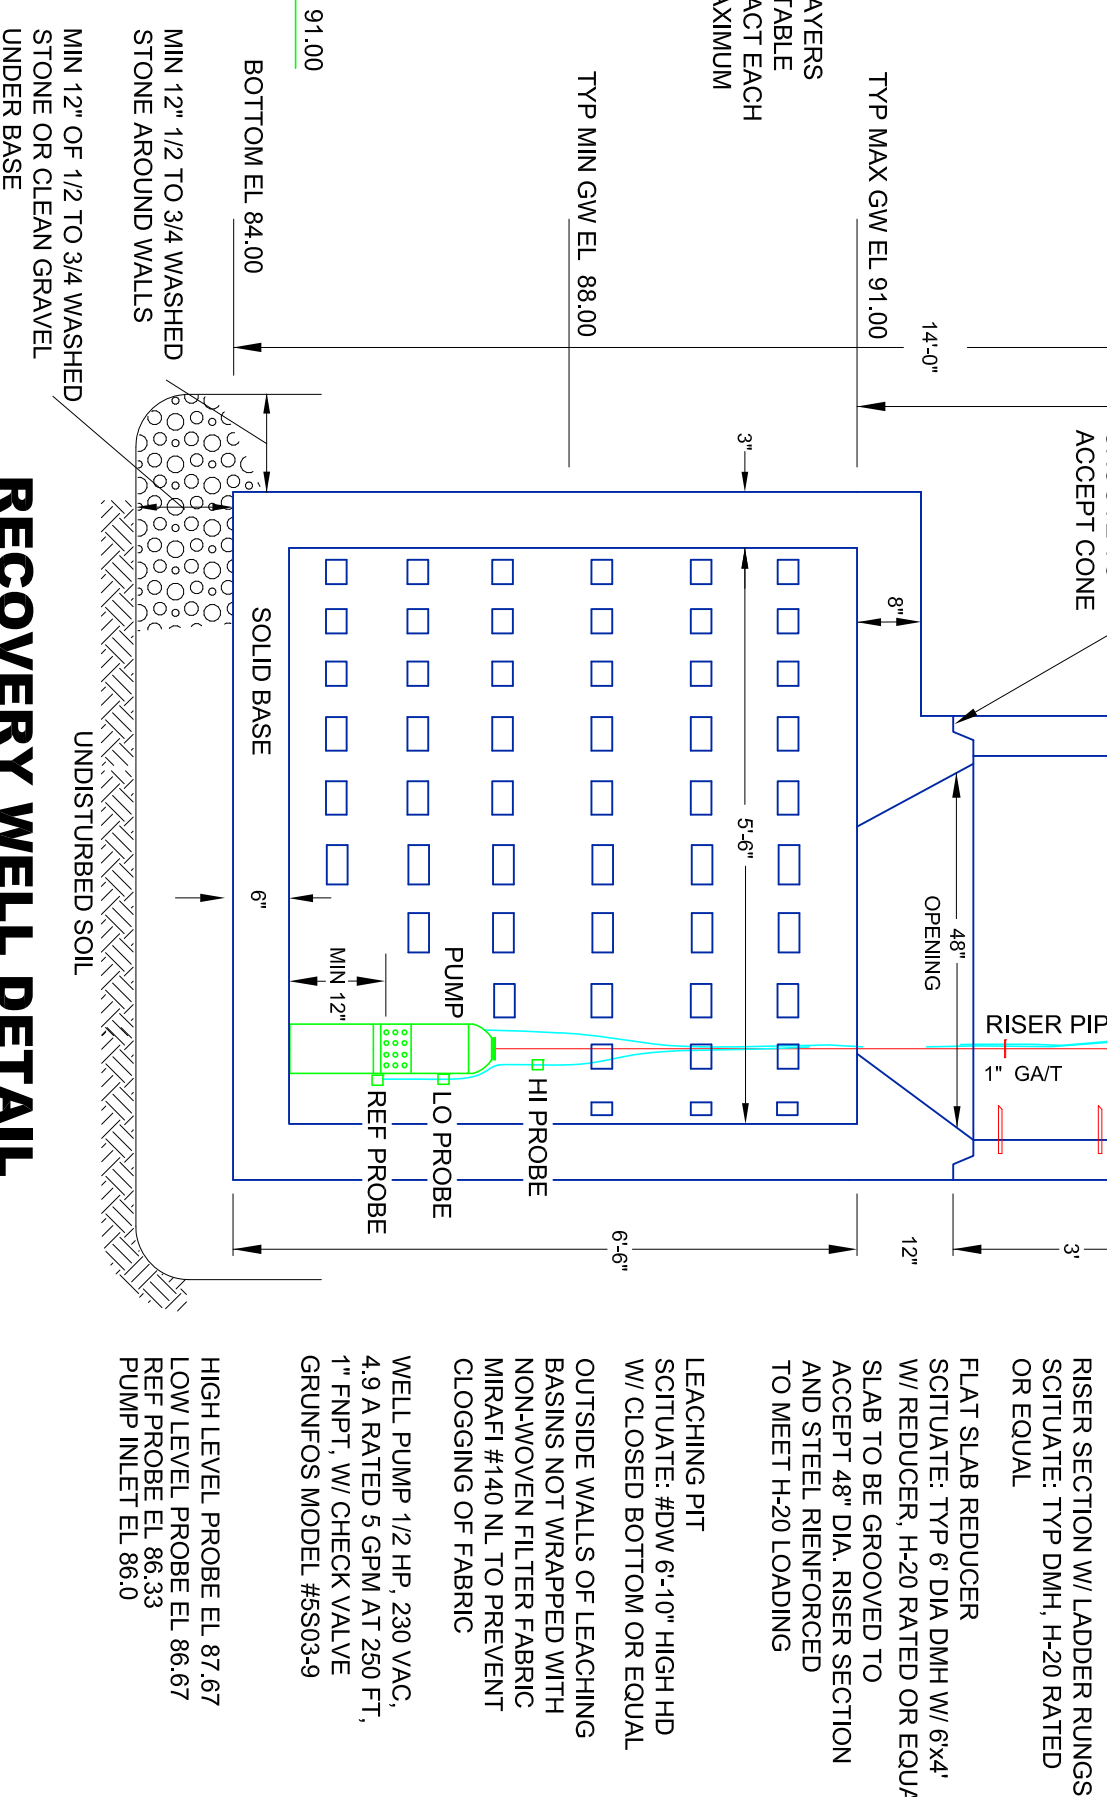 AYERS
TABLE
ACT EACH
AXIMUM
TYP MAX GW EL 91.00
TYP MIN GW EL 88.00
91.00
BOTTOM EL 84.00
MIN 12" 1/2 TO 3/4 WASHED
STONE AROUND WALLS
MIN 12" OF 1/2 TO 3/4 WASHED
STONE OR CLEAN GRAVEL
UNDER BASE
14'-0"
ACCEPT CONE
3"
8"
5'-6"
48"
OPENING
RISER PIP
1" GA/T
SOLID BASE
6"
MIN 12"
PUMP
HI PROBE
LO PROBE
REF PROBE
UNDISTURBED SOIL
3'
12"
6'-6"
RISER SECTION W/ LADDER RUNGS
SCITUATE: TYP DMH, H-20 RATED
OR EQUAL
FLAT SLAB REDUCER
SCITUATE: TYP 6' DIA DMH W/ 6'x4'
W/ REDUCER, H-20 RATED OR EQUA
SLAB TO BE GROOVED TO
ACCEPT 48" DIA. RISER SECTION
AND STEEL RIENFORCED
TO MEET H-20 LOADING
LEACHING PIT
SCITUATE: #DW 6'-10" HIGH HD
W/ CLOSED BOTTOM OR EQUAL
OUTSIDE WALLS OF LEACHING
BASINS NOT WRAPPED WITH
NON-WOVEN FILTER FABRIC
MIRAFI #140 NL TO PREVENT
CLOGGING OF FABRIC
WELL PUMP 1/2 HP, 230 VAC,
4.9 A RATED 5 GPM AT 250 FT,
1" FNPT, W/ CHECK VALVE
GRUNFOS MODEL #5S03-9
HIGH LEVEL PROBE EL 87.67
LOW LEVEL PROBE EL 86.67
REF PROBE EL 86.33
PUMP INLET EL 86.0
RECOVERY WELL DETAIL